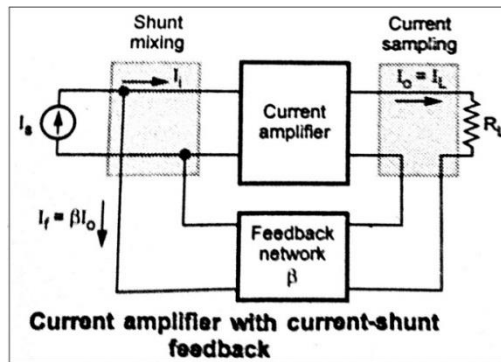 Shunt
mixing
Current
sampling
I_i
I_o = I_L
Current
amplifier
I_s
R_L
I_f = βI_o
Feedback
network
β
Current amplifier with current-shunt
feedback